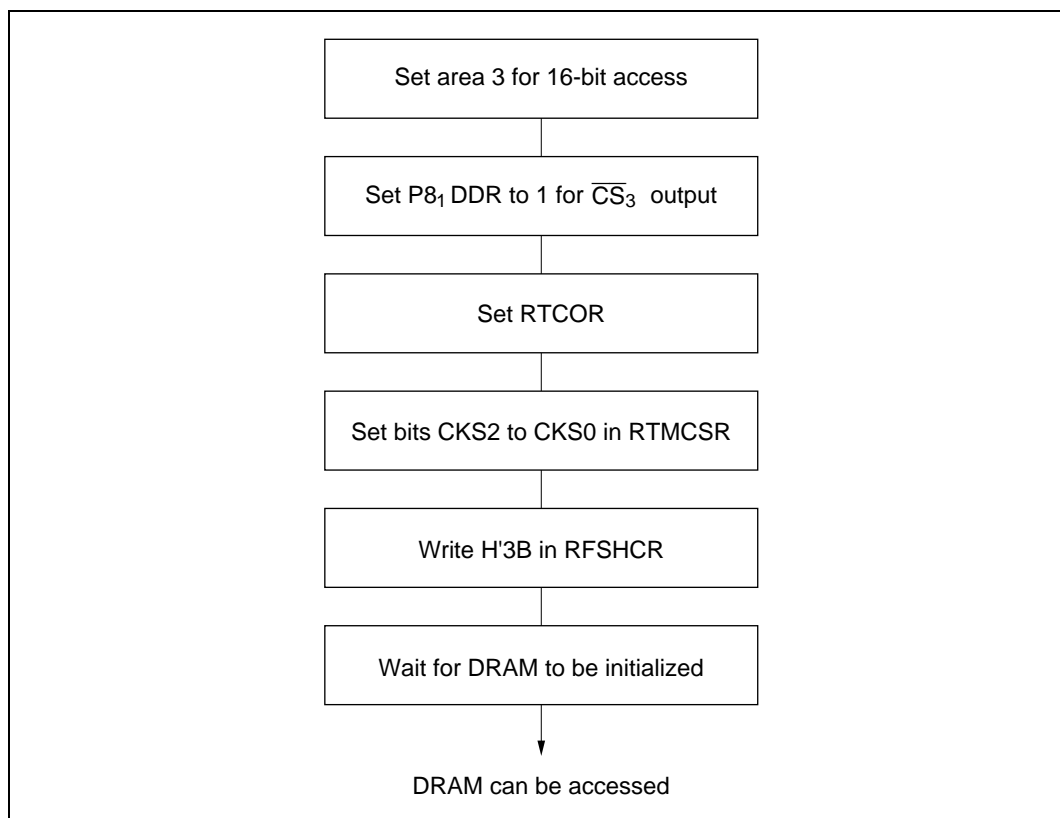 Set area 3 for 16-bit access
Set P8₁ DDR to 1 for C̅S̅₃ output
Set RTCOR
Set bits CKS2 to CKS0 in RTMCSR
Write H'3B in RFSHCR
Wait for DRAM to be initialized
DRAM can be accessed